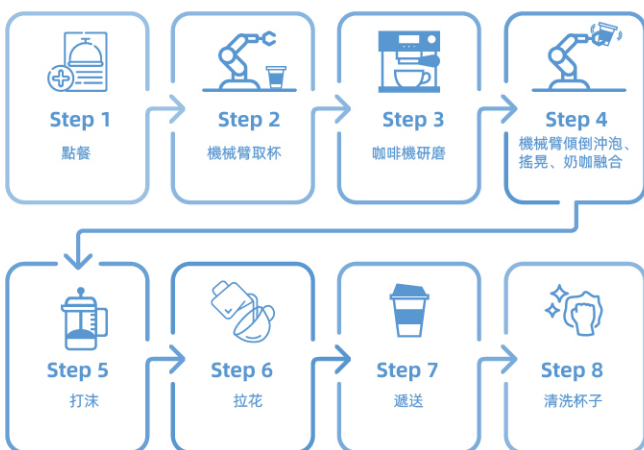 Step 1
點餐
Step 2
機械臂取杯
Step 3
咖啡機研磨
Step 4
機械臂傾倒沖泡、
搖晃、奶咖融合
Step 5
打沫
Step 6
拉花
Step 7
遞送
Step 8
清洗杯子